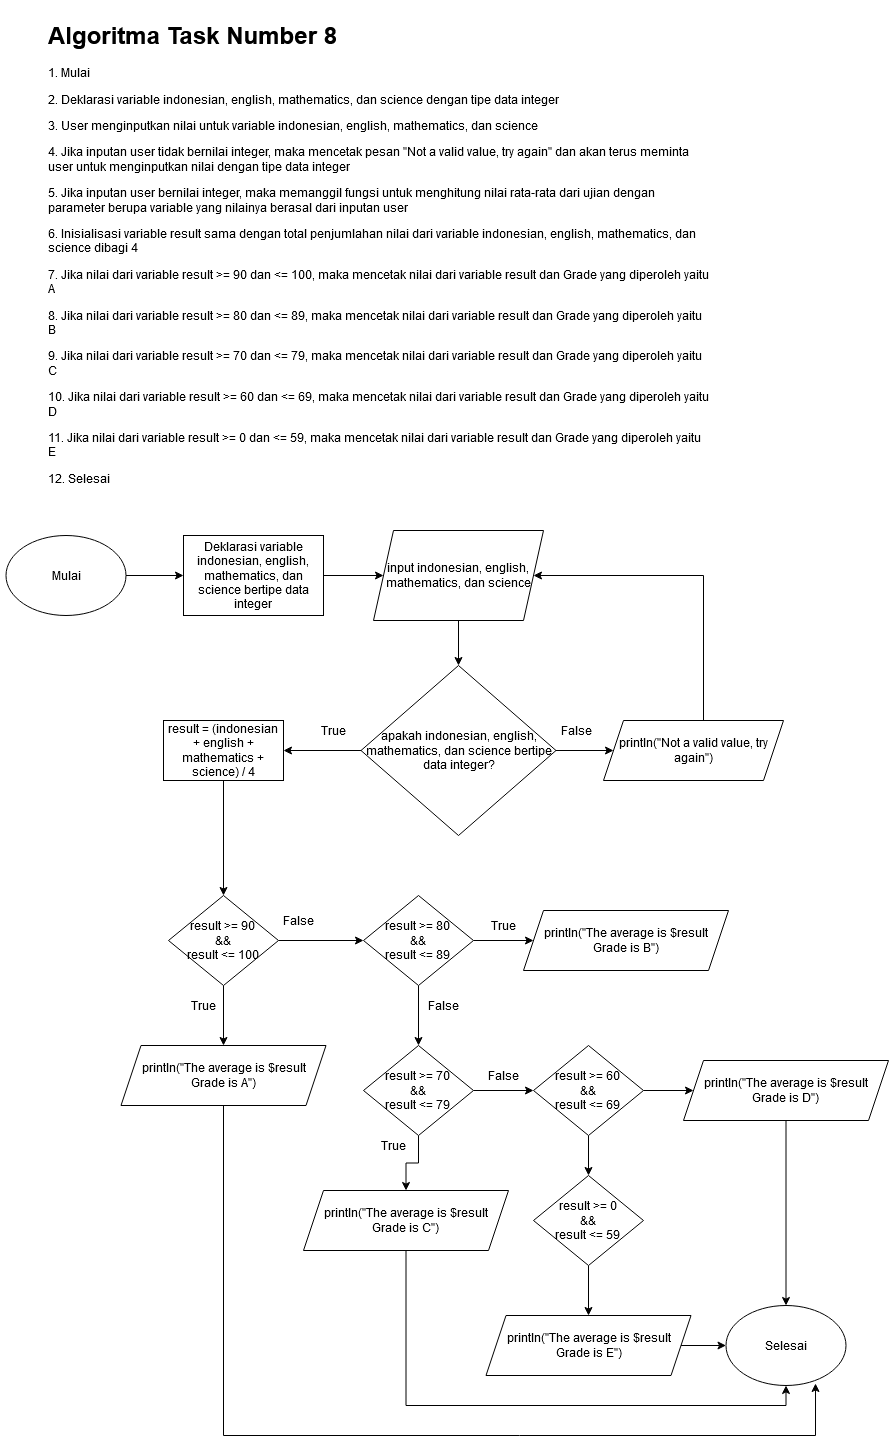 Algoritma Task Number 8
1. Mulai
2. Deklarasi variable indonesian, english, mathematics, dan science dengan tipe data integer
3. User menginputkan nilai untuk variable indonesian, english, mathematics, dan science
4. Jika inputan user tidak bernilai integer, maka mencetak pesan "Not a valid value, try again" dan akan terus meminta
user untuk menginputkan nilai dengan tipe data integer
5. Jika inputan user bernilai integer, maka memanggil fungsi untuk menghitung nilai rata-rata dari ujian dengan
parameter berupa variable yang nilainya berasal dari inputan user
6. Inisialisasi variable result sama dengan total penjumlahan nilai dari variable indonesian, english, mathematics, dan
science dibagi 4
7. Jika nilai dari variable result >= 90 dan <= 100, maka mencetak nilai dari variable result dan Grade yang diperoleh yaitu
A
8. Jika nilai dari variable result >= 80 dan <= 89, maka mencetak nilai dari variable result dan Grade yang diperoleh yaitu
B
9. Jika nilai dari variable result >= 70 dan <= 79, maka mencetak nilai dari variable result dan Grade yang diperoleh yaitu
C
10. Jika nilai dari variable result >= 60 dan <= 69, maka mencetak nilai dari variable result dan Grade yang diperoleh yaitu
D
11. Jika nilai dari variable result >= 0 dan <= 59, maka mencetak nilai dari variable result dan Grade yang diperoleh yaitu
E
12. Selesai
Mulai
Deklarasi variable
indonesian, english,
mathematics, dan
science bertipe data
integer
input indonesian, english,
mathematics, dan science
apakah indonesian, english,
mathematics, dan science bertipe
data integer?
True
False
result = (indonesian
+ english +
mathematics +
science) / 4
println("Not a valid value, try
again")
result >= 90
&&
result <= 100
False
result >= 80
&&
result <= 89
True
println("The average is $result
Grade is B")
True
False
println("The average is $result
Grade is A")
result >= 70
&&
result <= 79
False
result >= 60
&&
result <= 69
println("The average is $result
Grade is D")
True
println("The average is $result
Grade is C")
result >= 0
&&
result <= 59
println("The average is $result
Grade is E")
Selesai